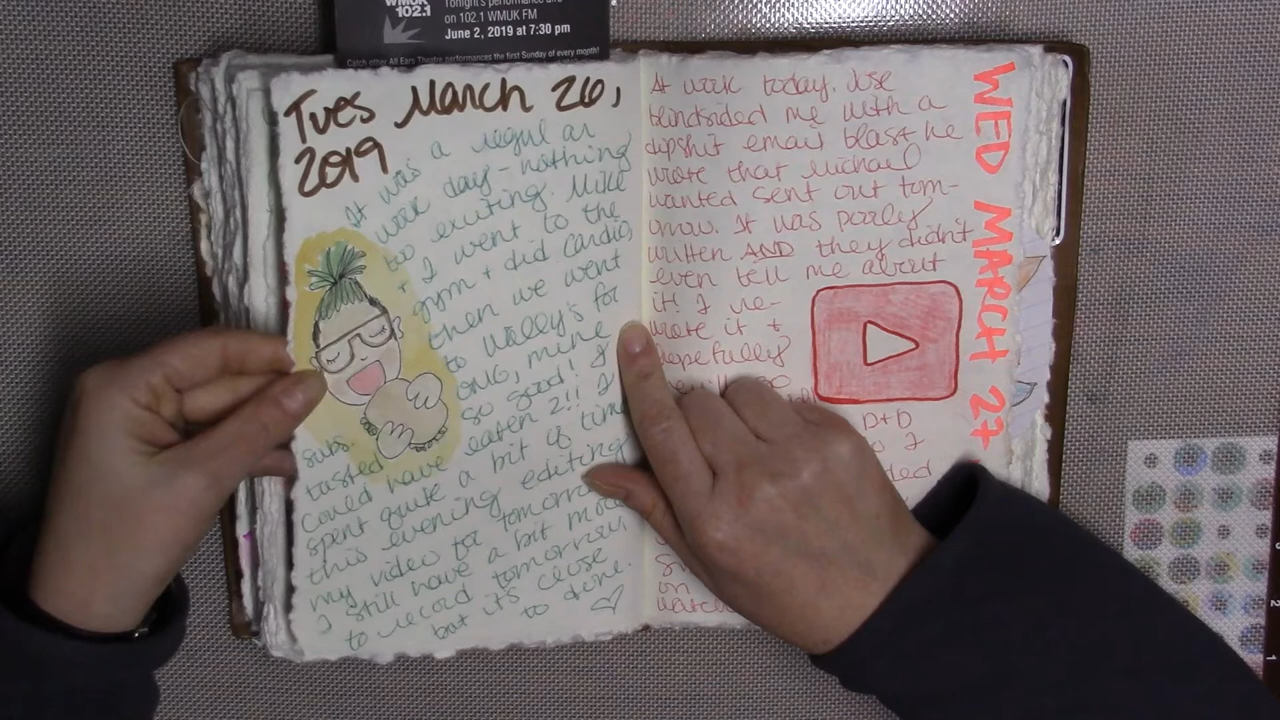 WMUK
102.1
Tonight's performance
on 102.1 WMUK FM
June 2, 2019 at 7:30 pm
Catch other All Ears Theatre performances the first Sunday of every month!
Tues March 26,
2019
It was a regular
work day - nothing
too exciting. Mike
+ I went to the
gym + did cardio,
then we went
to Wally's for
subs. OMG, mine
tasted so good! I
could have eaten 2!! I
spent quite a bit of time
this evening editing
my video for tomorrow.
I still have a bit more
to record tomorrow,
but it's close
to done.
WED MARCH 27
At work today. Jose
blindsided me with a
dipshit email blast he
wrote that Michael
wanted sent out tom-
orrow. It was poorly
written AND they didn't
even tell me about
it! I re-
wrote it +
hopefully
D+D
I
on
2
1